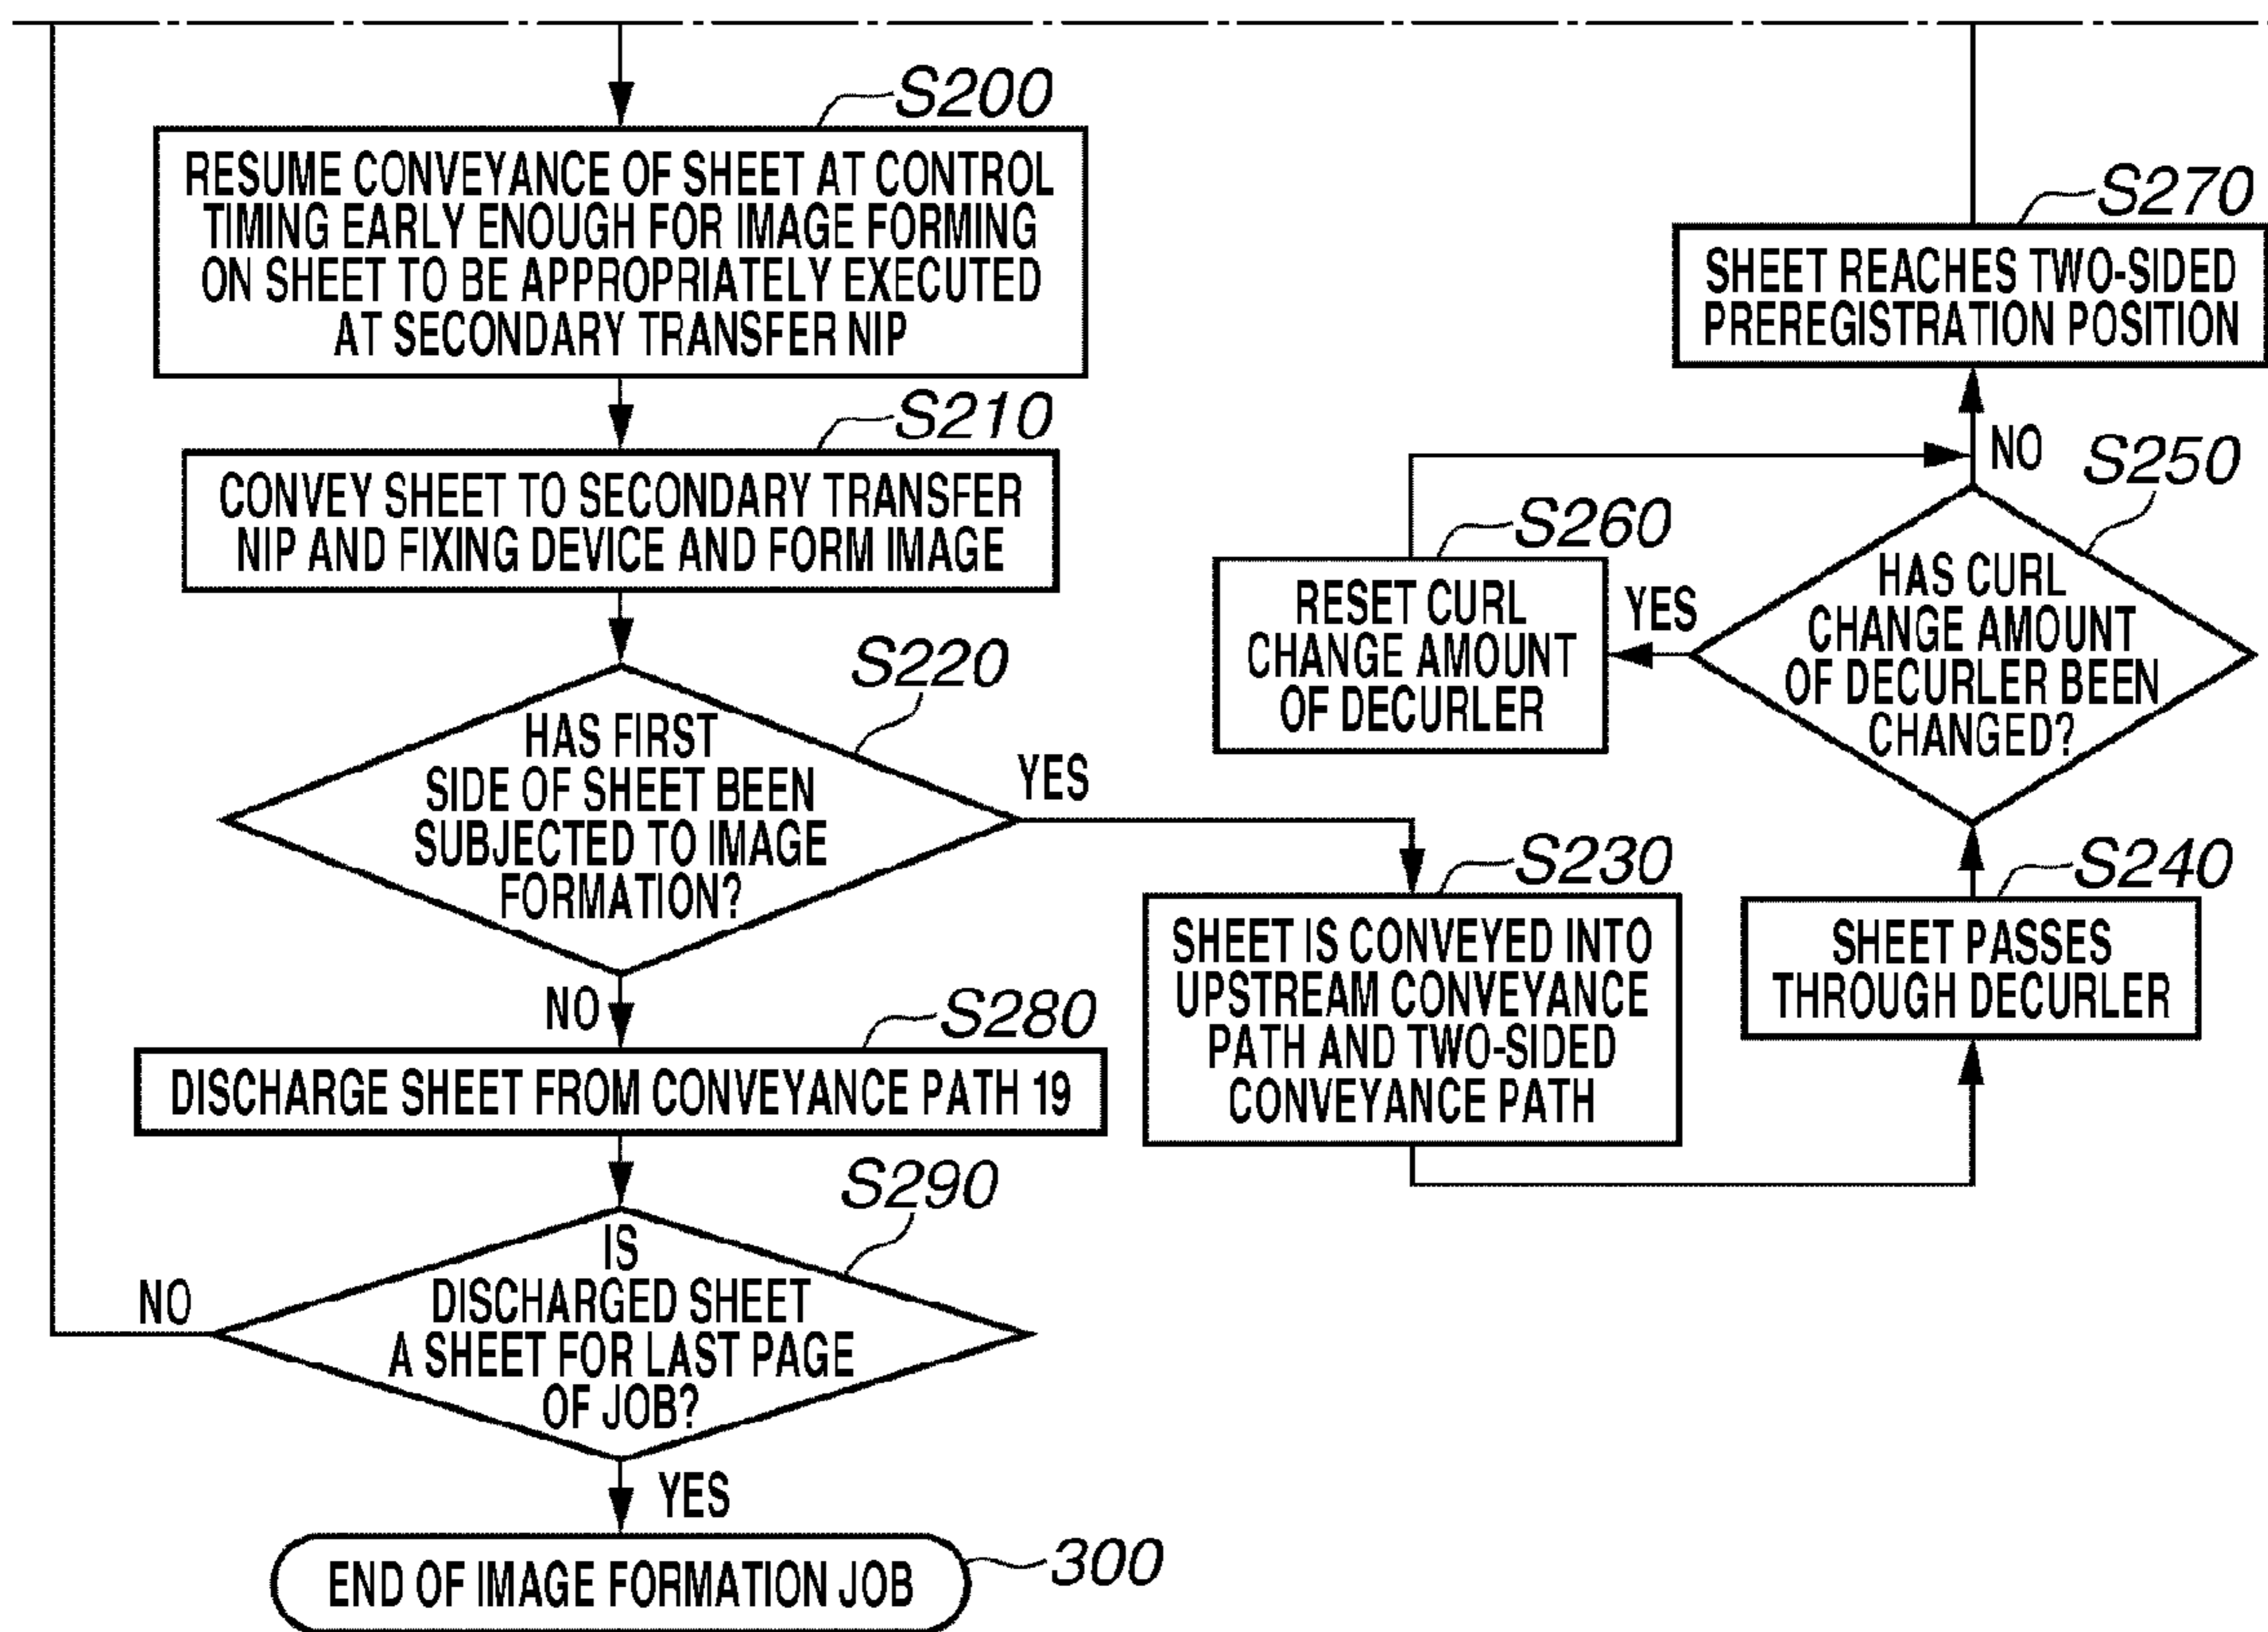 S200
RESUME CONVEYANCE OF SHEET AT CONTROL
TIMING EARLY ENOUGH FOR IMAGE FORMING
ON SHEET TO BE APPROPRIATELY EXECUTED
AT SECONDARY TRANSFER NIP
S210
CONVEY SHEET TO SECONDARY TRANSFER
NIP AND FIXING DEVICE AND FORM IMAGE
S220
HAS FIRST
SIDE OF SHEET BEEN
SUBJECTED TO IMAGE
FORMATION?
YES
NO
S230
SHEET IS CONVEYED INTO
UPSTREAM CONVEYANCE
PATH AND TWO-SIDED
CONVEYANCE PATH
S240
SHEET PASSES
THROUGH DECURLER
S250
HAS CURL
CHANGE AMOUNT
OF DECURLER BEEN
CHANGED?
YES
NO
S260
RESET CURL
CHANGE AMOUNT
OF DECURLER
S270
SHEET REACHES TWO-SIDED
PREREGISTRATION POSITION
S280
DISCHARGE SHEET FROM CONVEYANCE PATH 19
S290
IS
DISCHARGED SHEET
A SHEET FOR LAST PAGE
OF JOB?
NO
YES
END OF IMAGE FORMATION JOB
300